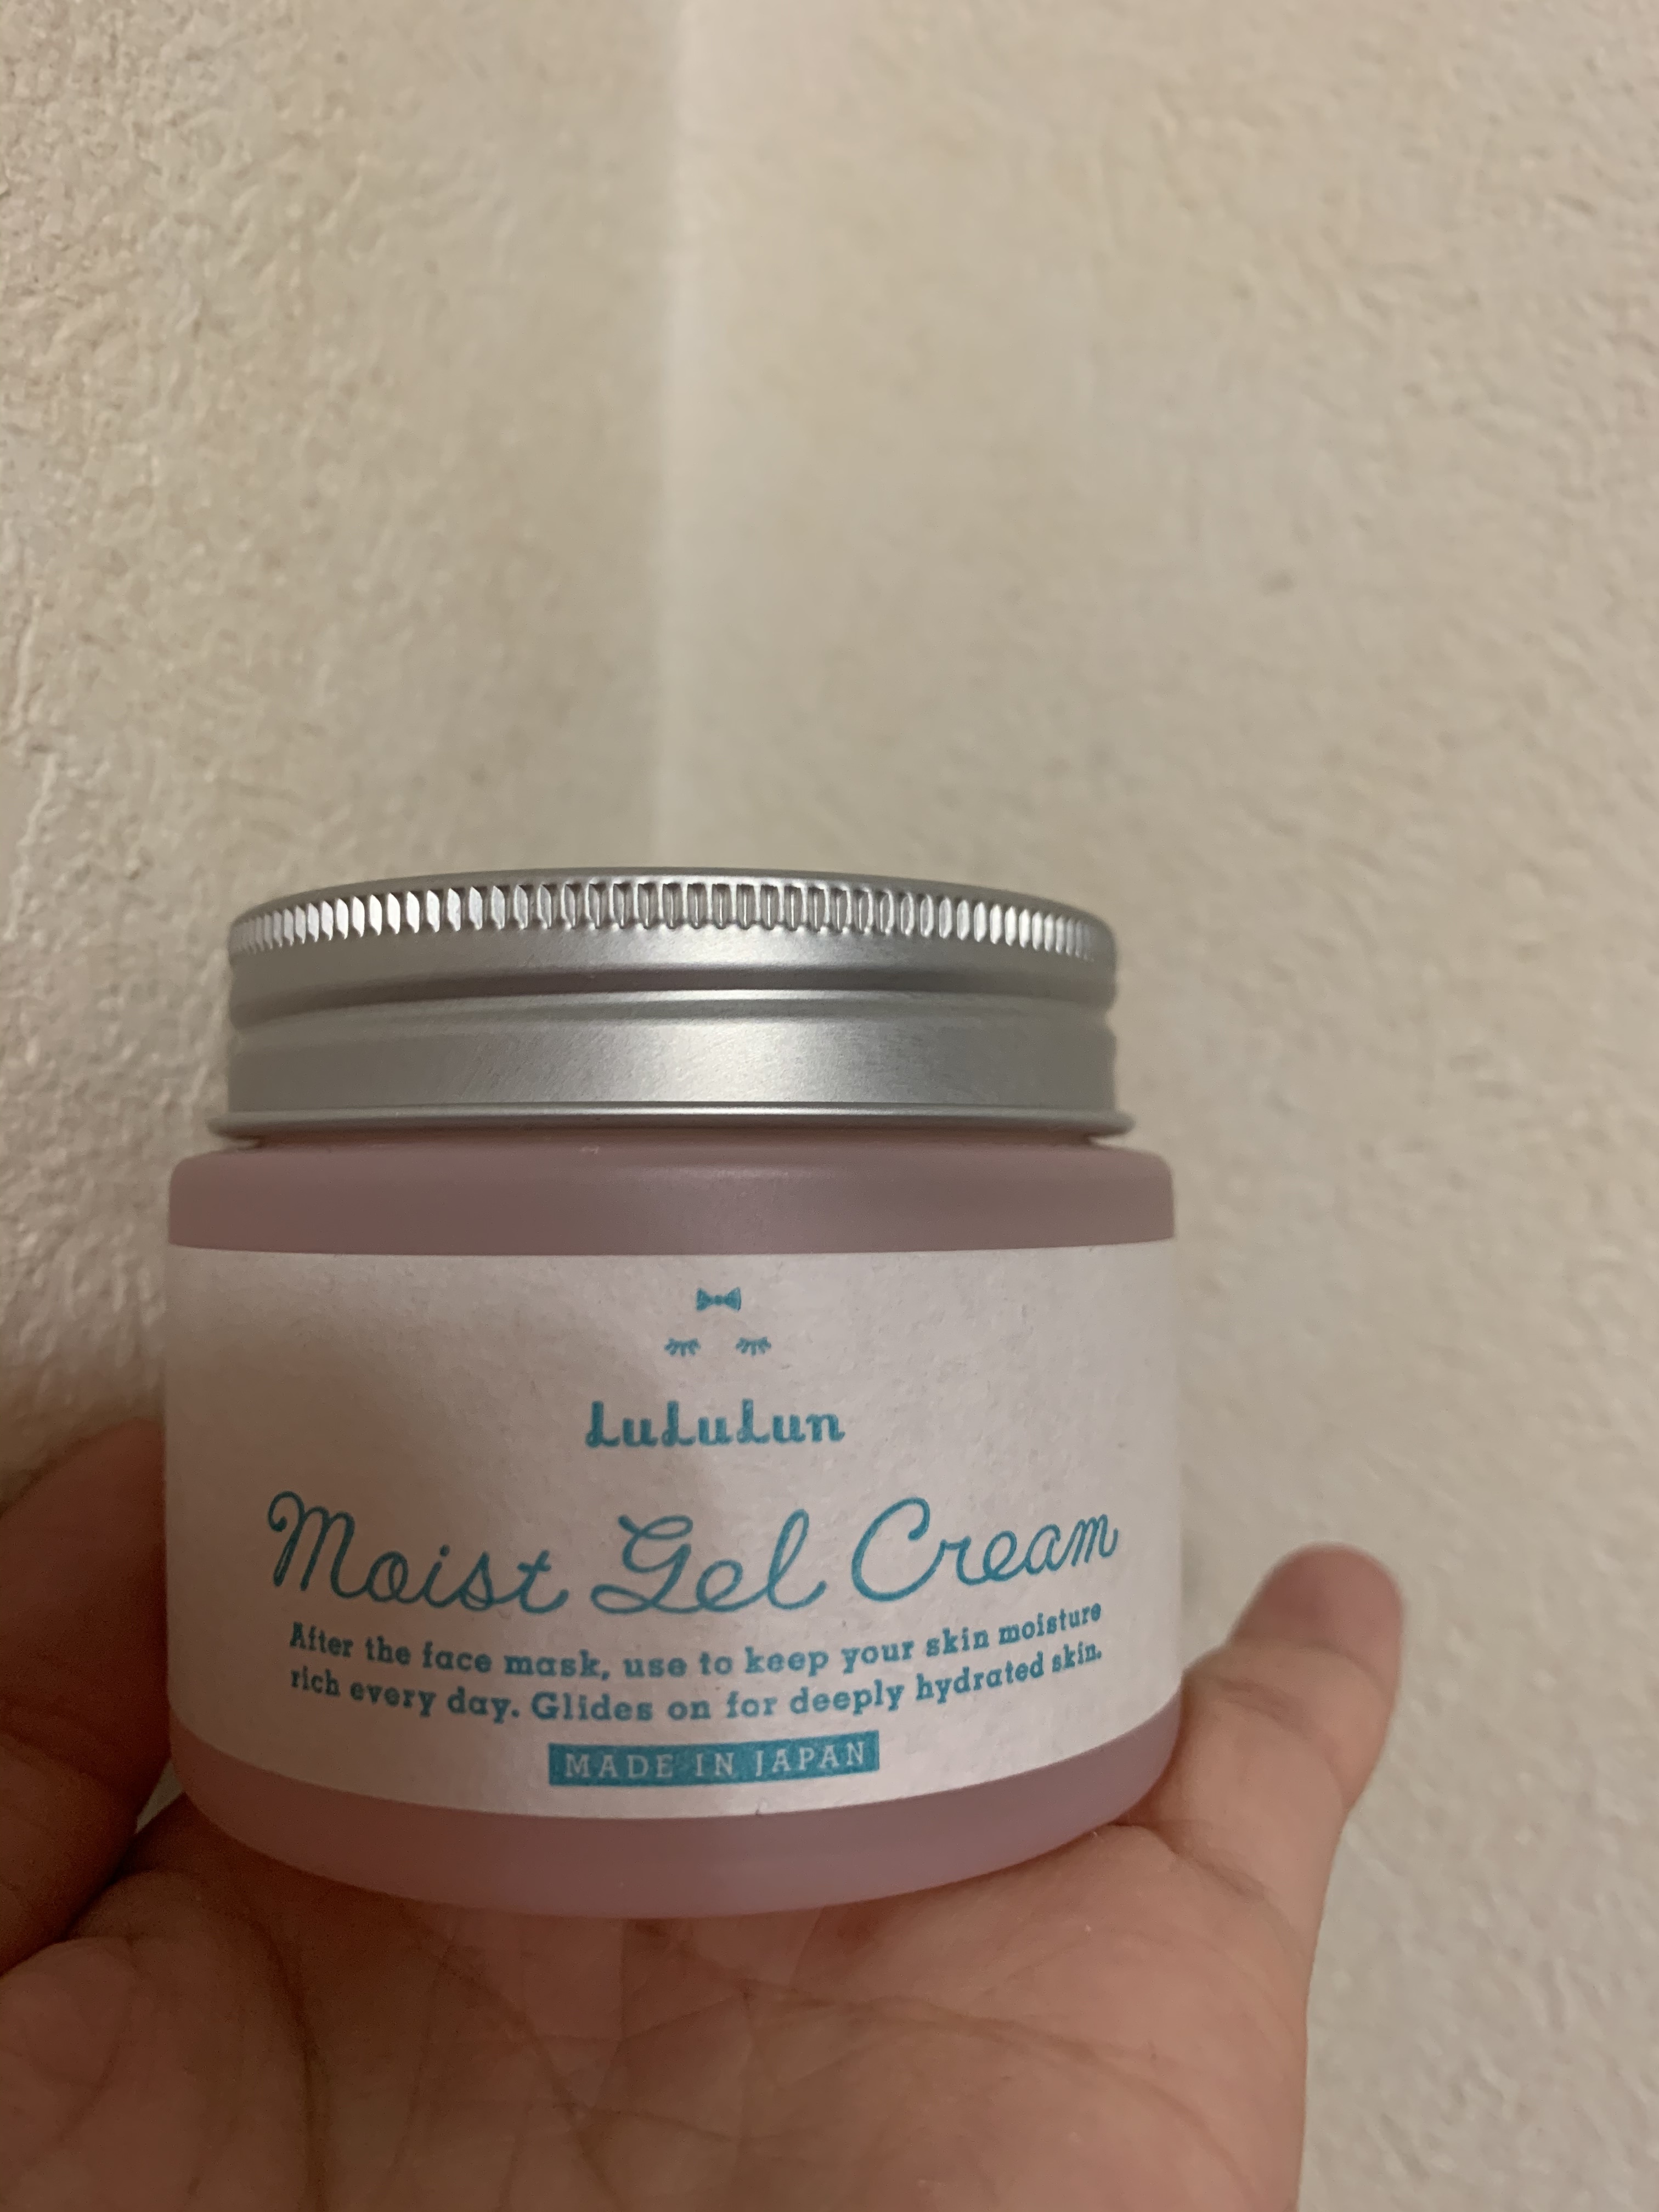 LuLuLun
Moist Gel Cream
After the face mask, use to keep your skin moisture
rich every day. Glides on for deeply hydrated skin.
MADE IN JAPAN